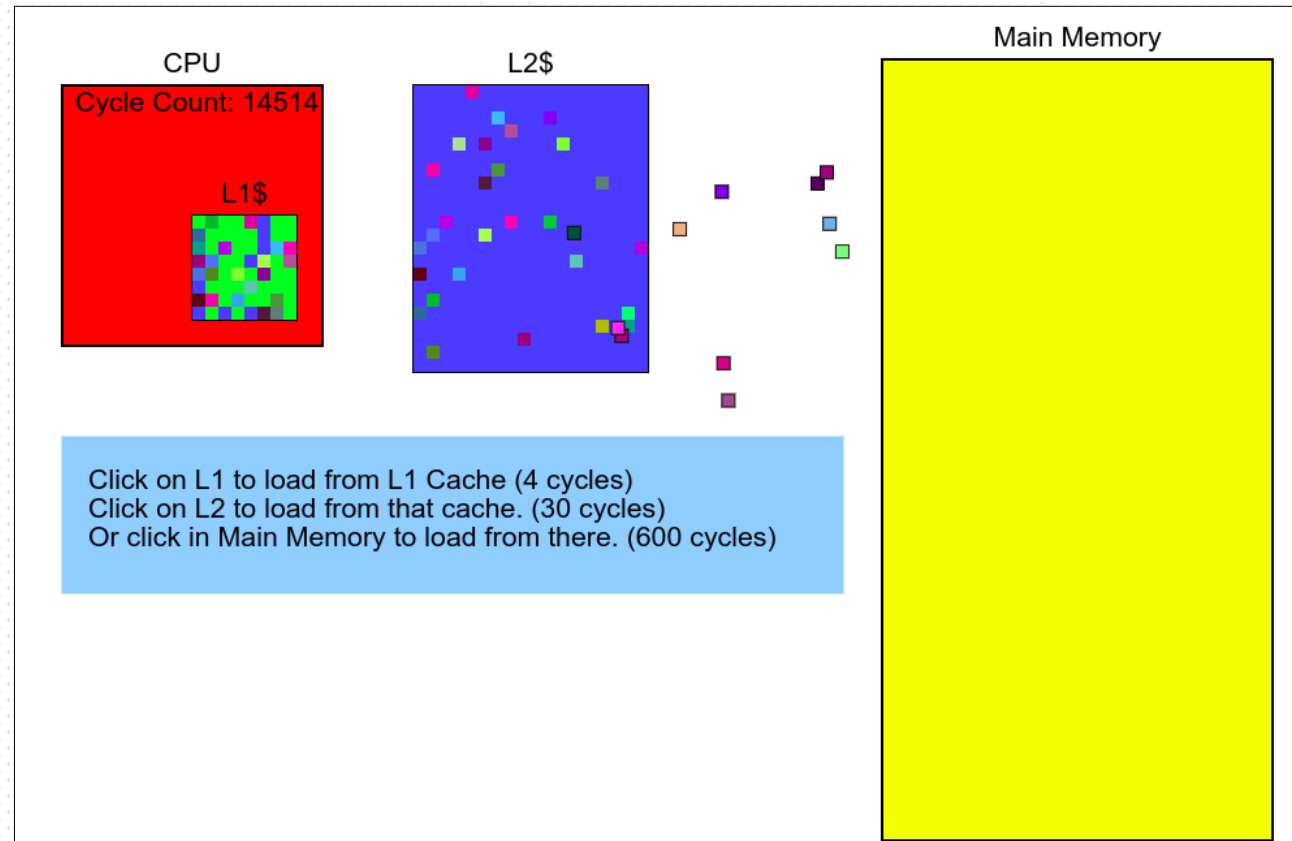 Main Memory
CPU
L2$
Cycle Count: 14514
L1$
Click on L1 to load from L1 Cache (4 cycles)
Click on L2 to load from that cache. (30 cycles)
Or click in Main Memory to load from there. (600 cycles)